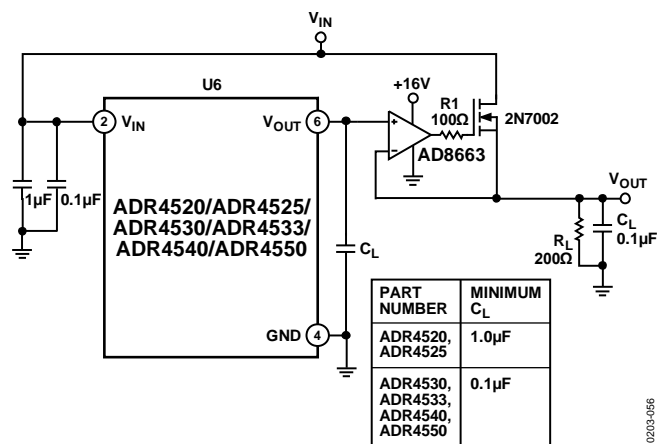 VIN
U6
+16V
R1
100Ω
2N7002
2 VIN
VOUT 6
+
–
AD8663
1µF
0.1µF
ADR4520/ADR4525/
ADR4530/ADR4533/
ADR4540/ADR4550
CL
VOUT
CL
0.1µF
RL
200Ω
GND 4
PART
NUMBER
MINIMUM
CL
ADR4520,
ADR4525
1.0µF
ADR4530,
ADR4533,
ADR4540,
ADR4550
0.1µF
0203-056